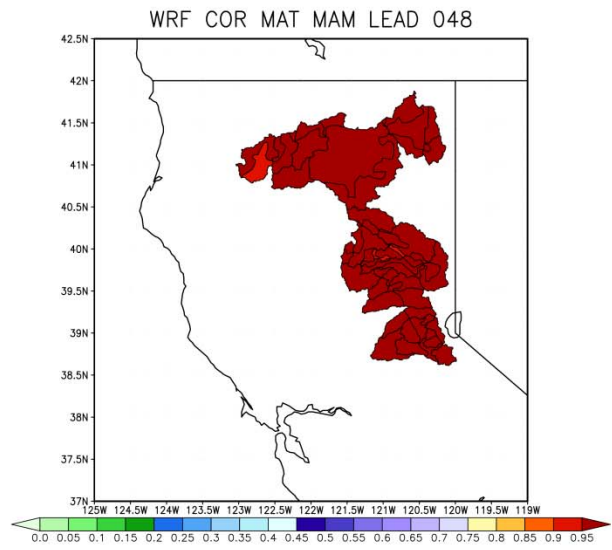 WRF COR MAT MAM LEAD 048
42.5N
42N
41.5N
41N
40.5N
40N
39.5N
39N
38.5N
38N
37.5N
37N
125W 124.5W 124W 123.5W 123W 122.5W 122W 121.5W 121W 120.5W 120W 119.5W 119W
0.0 0.05 0.1 0.15 0.2 0.25 0.3 0.35 0.4 0.45 0.5 0.55 0.6 0.65 0.7 0.75 0.8 0.85 0.9 0.95